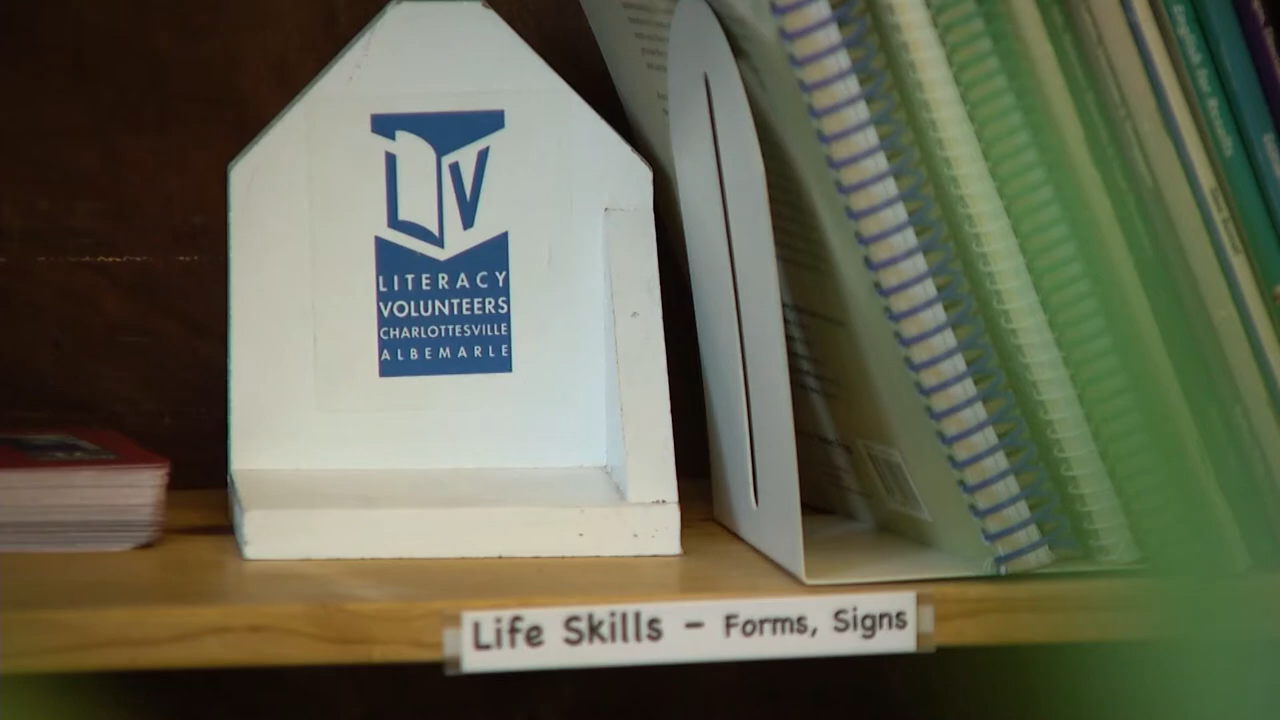 LV
LITERACY
VOLUNTEERS
CHARLOTTESVILLE
ALBEMARLE
Life Skills - Forms, Signs